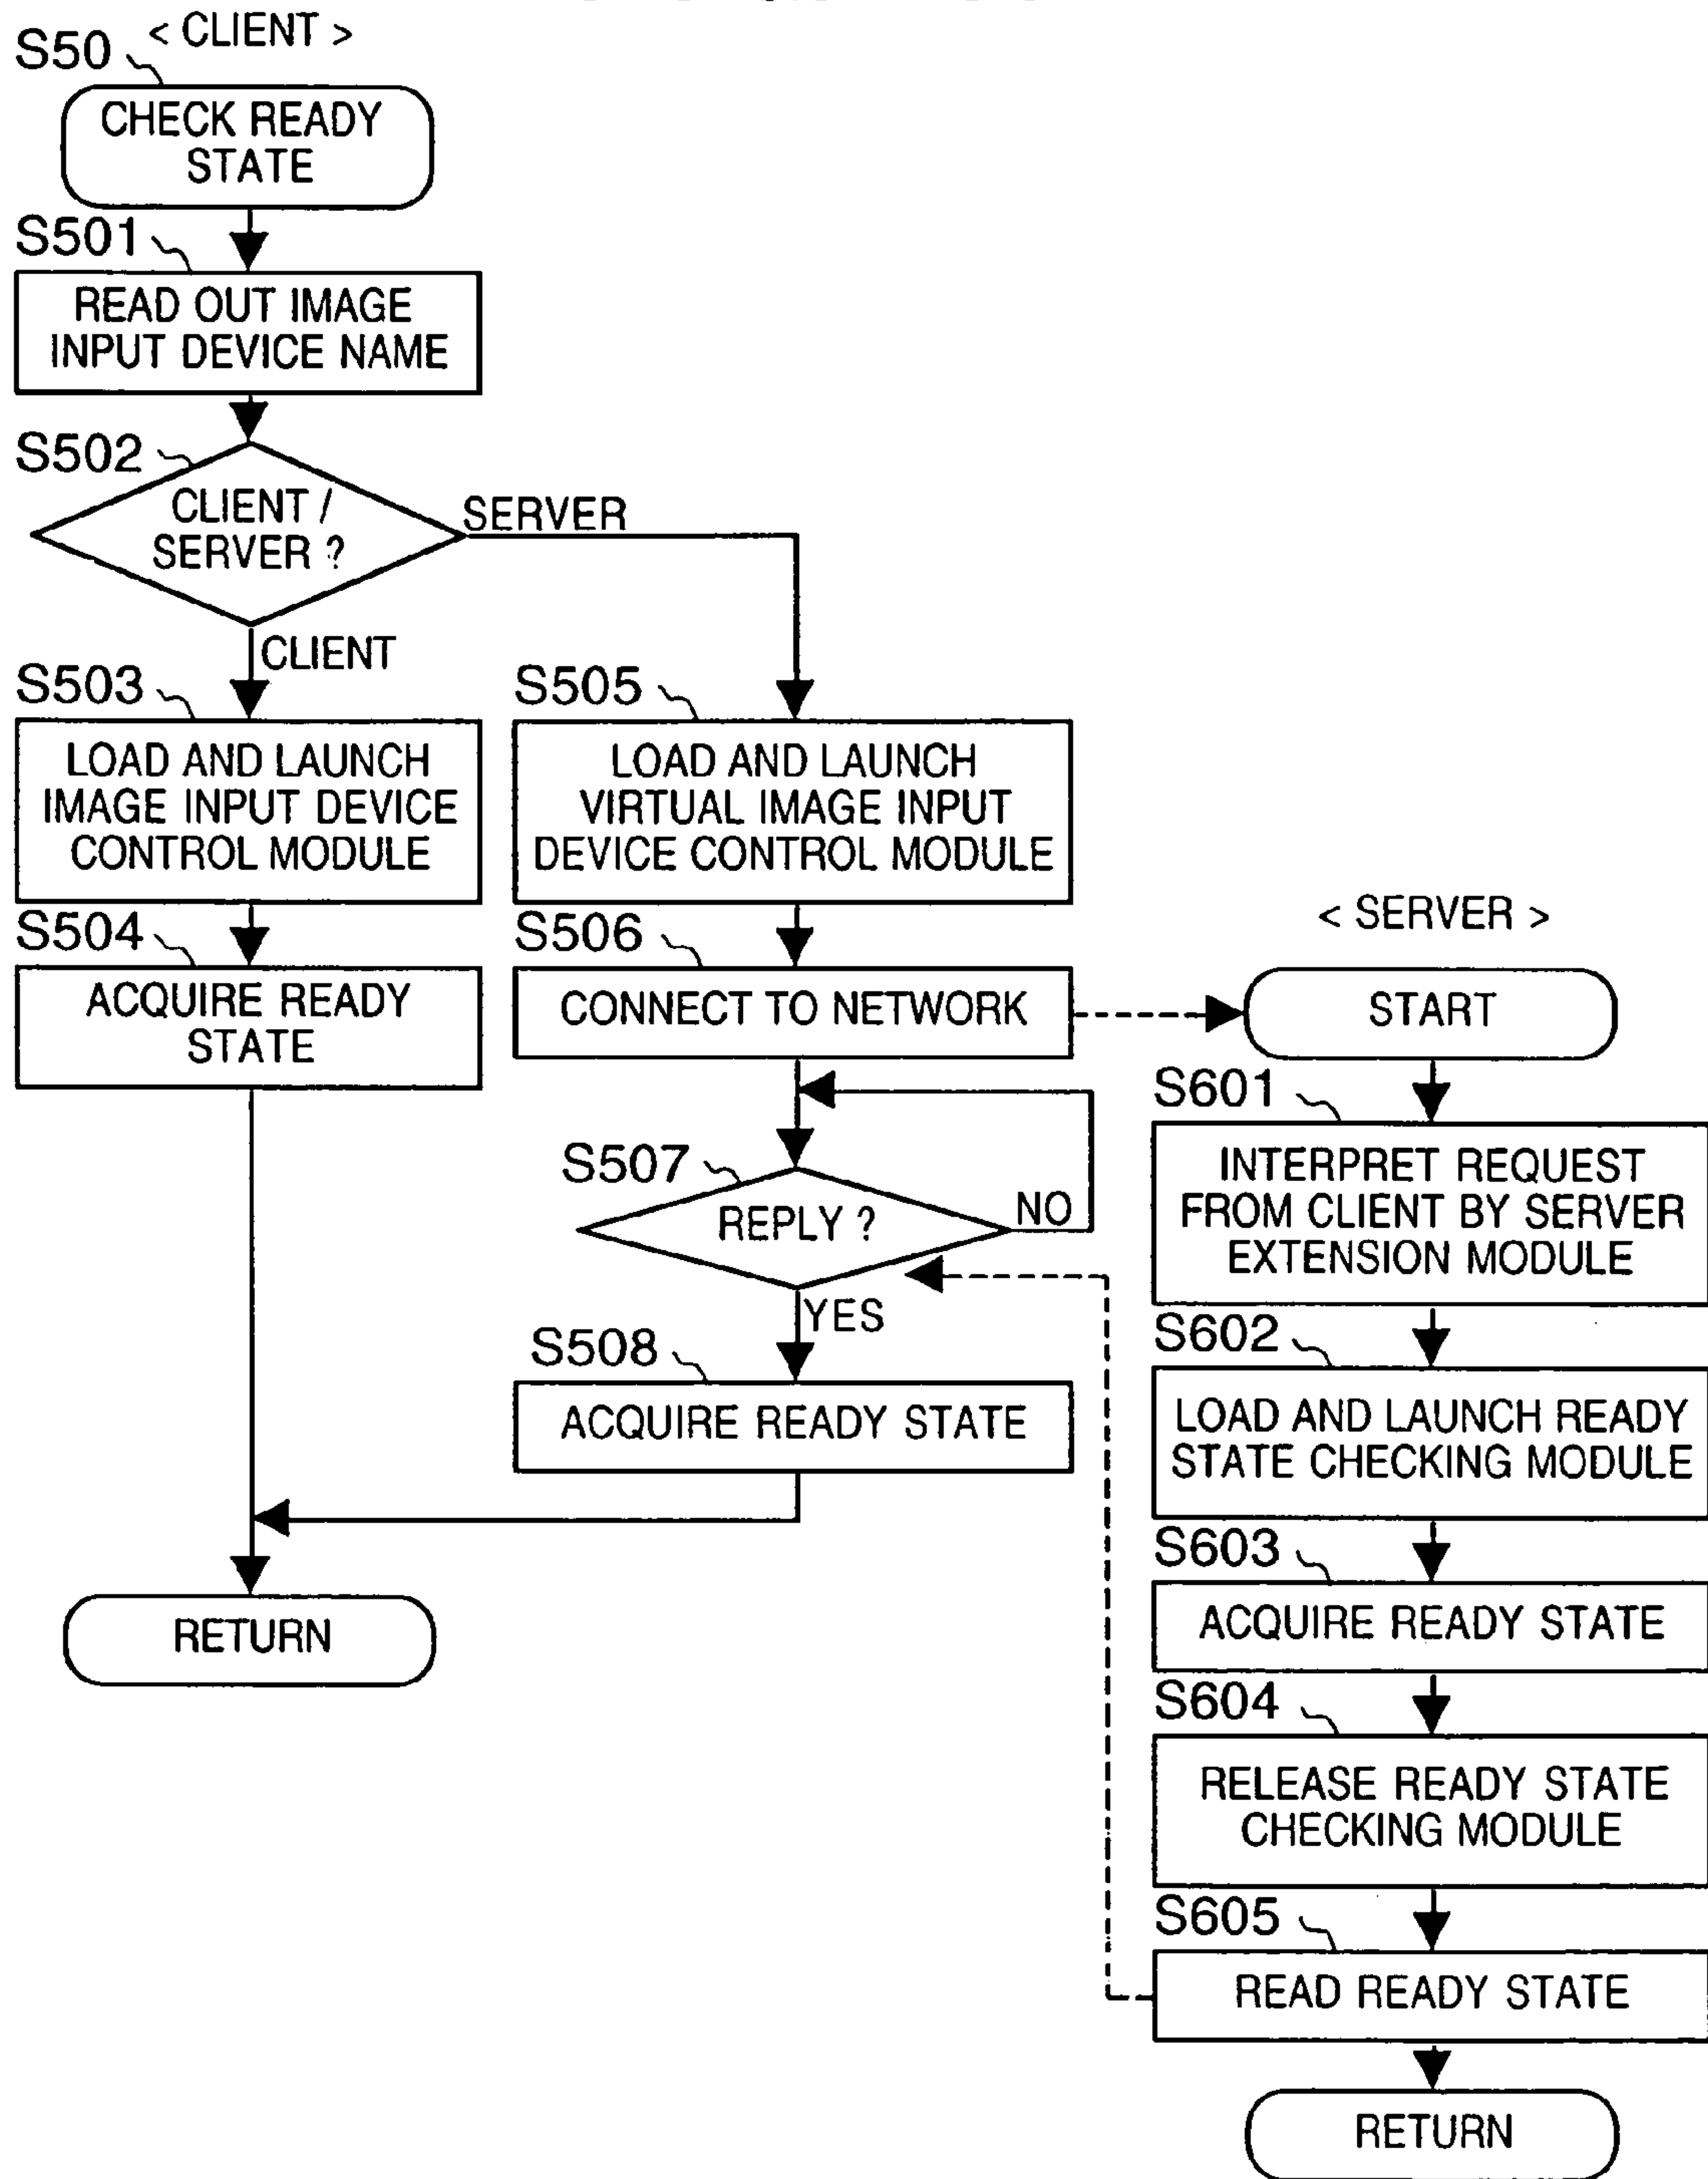 < CLIENT >
S50
CHECK READY
STATE
S501
READ OUT IMAGE
INPUT DEVICE NAME
S502
CLIENT /
SERVER ?
SERVER
CLIENT
S503
LOAD AND LAUNCH
IMAGE INPUT DEVICE
CONTROL MODULE
S504
ACQUIRE READY
STATE
S505
LOAD AND LAUNCH
VIRTUAL IMAGE INPUT
DEVICE CONTROL MODULE
S506
CONNECT TO NETWORK
S507
REPLY ?
NO
YES
S508
ACQUIRE READY STATE
RETURN
< SERVER >
START
S601
INTERPRET REQUEST
FROM CLIENT BY SERVER
EXTENSION MODULE
S602
LOAD AND LAUNCH READY
STATE CHECKING MODULE
S603
ACQUIRE READY STATE
S604
RELEASE READY STATE
CHECKING MODULE
S605
READ READY STATE
RETURN